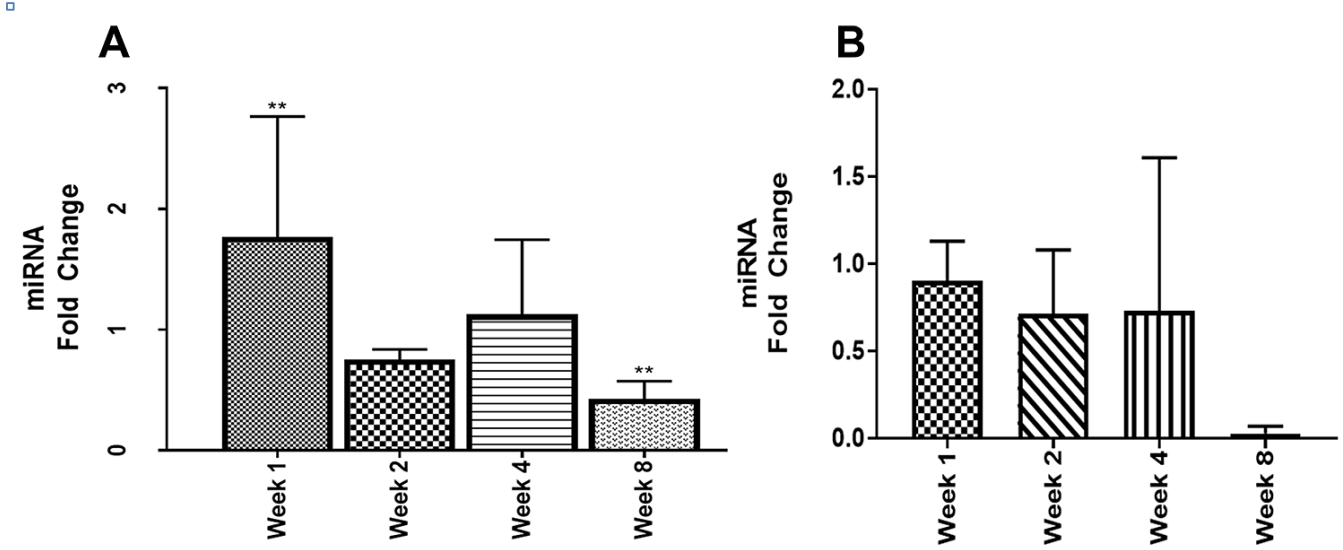 A
miRNA
Fold Change
3
2
1
0
**
**
Week 1
Week 2
Week 4
Week 8
B
miRNA
Fold Change
2.0
1.5
1.0
0.5
0.0
Week 1
Week 2
Week 4
Week 8